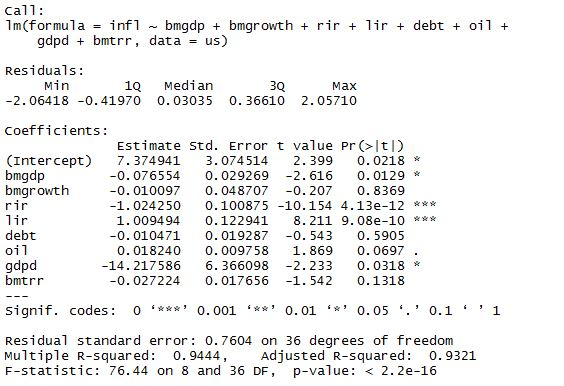 Call:
lm(formula = infl ~ bmgdp + bmgrowth + rir + lir + debt + oil +
    gdpd + bmtrr, data = us)
Residuals:
     Min       1Q   Median       3Q      Max
-2.06418 -0.41970  0.03035  0.36610  2.05710
Coefficients:
              Estimate Std. Error t value Pr(>|t|)
(Intercept)   7.374941   3.074514   2.399   0.0218 *
bmgdp        -0.076554   0.029269  -2.616   0.0129 *
bmgrowth     -0.010097   0.048707  -0.207   0.8369
rir          -1.024250   0.100875 -10.154 4.13e-12 ***
lir           1.009494   0.122941   8.211 9.08e-10 ***
debt         -0.010471   0.019287  -0.543   0.5905
oil           0.018240   0.009758   1.869   0.0697 .
gdpd        -14.217586   6.366098  -2.233   0.0318 *
bmtrr        -0.027224   0.017656  -1.542   0.1318
---
Signif. codes:  0 ‘***’ 0.001 ‘**’ 0.01 ‘*’ 0.05 ‘.’ 0.1 ‘ ’ 1
Residual standard error: 0.7604 on 36 degrees of freedom
Multiple R-squared:  0.9444,    Adjusted R-squared:  0.9321
F-statistic: 76.44 on 8 and 36 DF,  p-value: < 2.2e-16